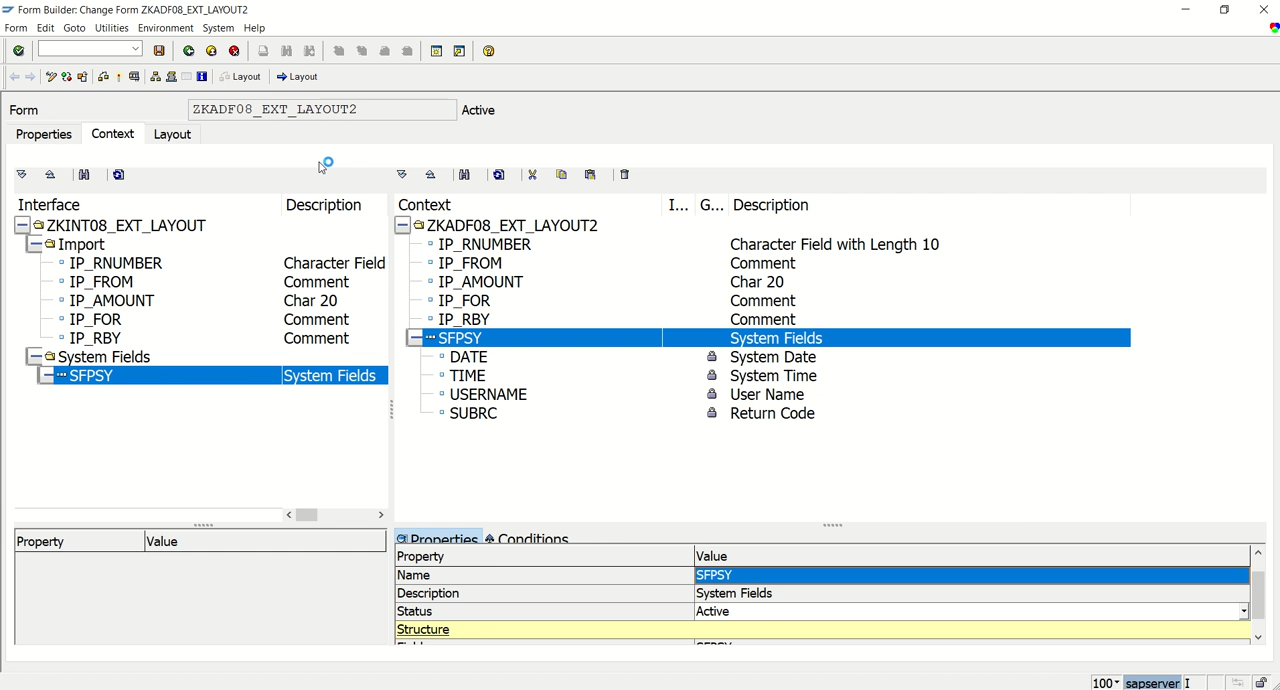 Form Builder: Change Form ZKADF08_EXT_LAYOUT2
Form Edit Goto Utilities Environment System Help
Layout Layout
Form ZKADF08_EXT_LAYOUT2 Active
Properties Context Layout
Interface Description Context I... G... Description
ZKINT08_EXT_LAYOUT ZKADF08_EXT_LAYOUT2
Import IP_RNUMBER Character Field with Length 10
IP_RNUMBER Character Field IP_FROM Comment
IP_FROM Comment IP_AMOUNT Char 20
IP_AMOUNT Char 20 IP_FOR Comment
IP_FOR Comment IP_RBY Comment
IP_RBY Comment SFPSY System Fields
System Fields DATE System Date
SFPSY System Fields TIME System Time
USERNAME User Name
SUBRC Return Code
Properties Conditions
Property Value Property Value
Name SFPSY
Description System Fields
Status Active
Structure
100 sapserver I